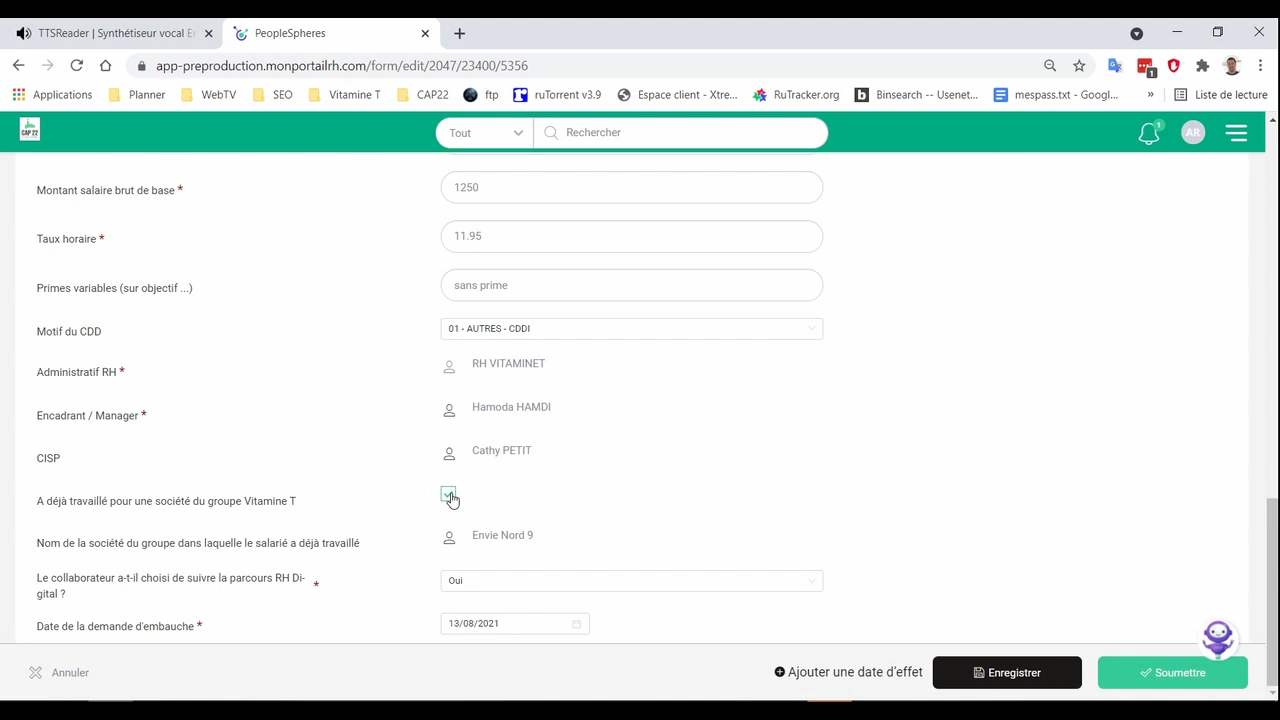 TTSReader | Synthétiseur vocal E
PeopleSpheres
app-preproduction.monportailrh.com/form/edit/2047/23400/5356
1
Applications
Planner
WebTV
SEO
Vitamine T
CAP22
ftp
ruTorrent v3.9
Espace client - Xtre...
RuTracker.org
Binsearch -- Usenet...
mespass.txt - Googl...
»
Liste de lecture
CAP 22
Tout
Rechercher
1
AR
Montant salaire brut de base *
1250
Taux horaire *
11.95
Primes variables (sur objectif ...)
sans prime
Motif du CDD
01 - AUTRES - CDDI
Administratif RH *
RH VITAMINET
Encadrant / Manager *
Hamoda HAMDI
CISP
Cathy PETIT
A déjà travaillé pour une société du groupe Vitamine T
Nom de la société du groupe dans laquelle le salarié a déjà travaillé
Envie Nord 9
Le collaborateur a-t-il choisi de suivre la parcours RH Di-
gital ? *
Oui
Date de la demande d'embauche *
13/08/2021
Annuler
Ajouter une date d'effet
Enregistrer
Soumettre